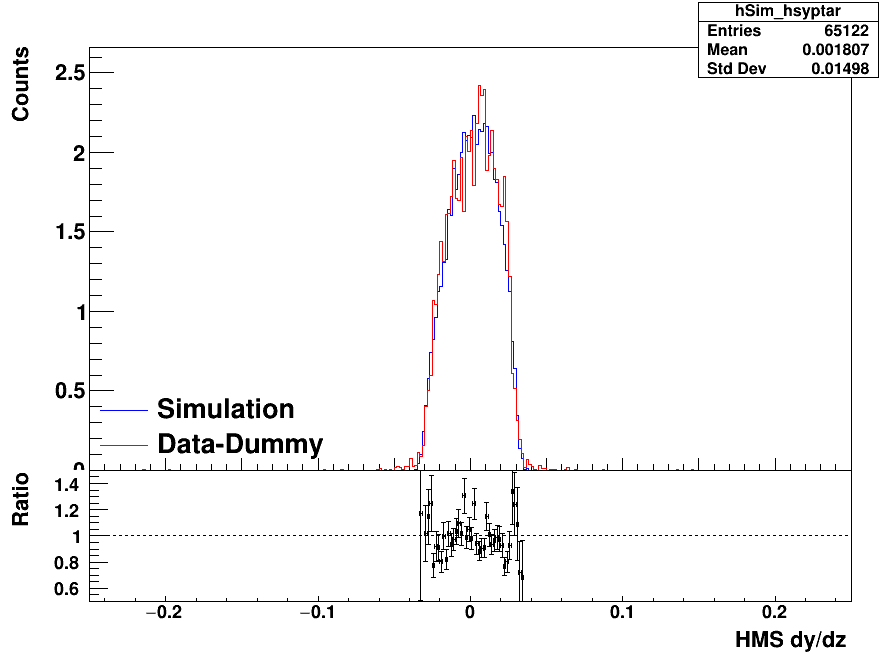 hSim_hsyptar
Entries 65122
Mean 0.001807
Std Dev 0.01498
Counts
2.5
2
1.5
1
0.5
0
Simulation
Data-Dummy
Ratio
1.4
1.2
1
0.8
0.6
−0.2 −0.1 0 0.1 0.2
HMS dy/dz